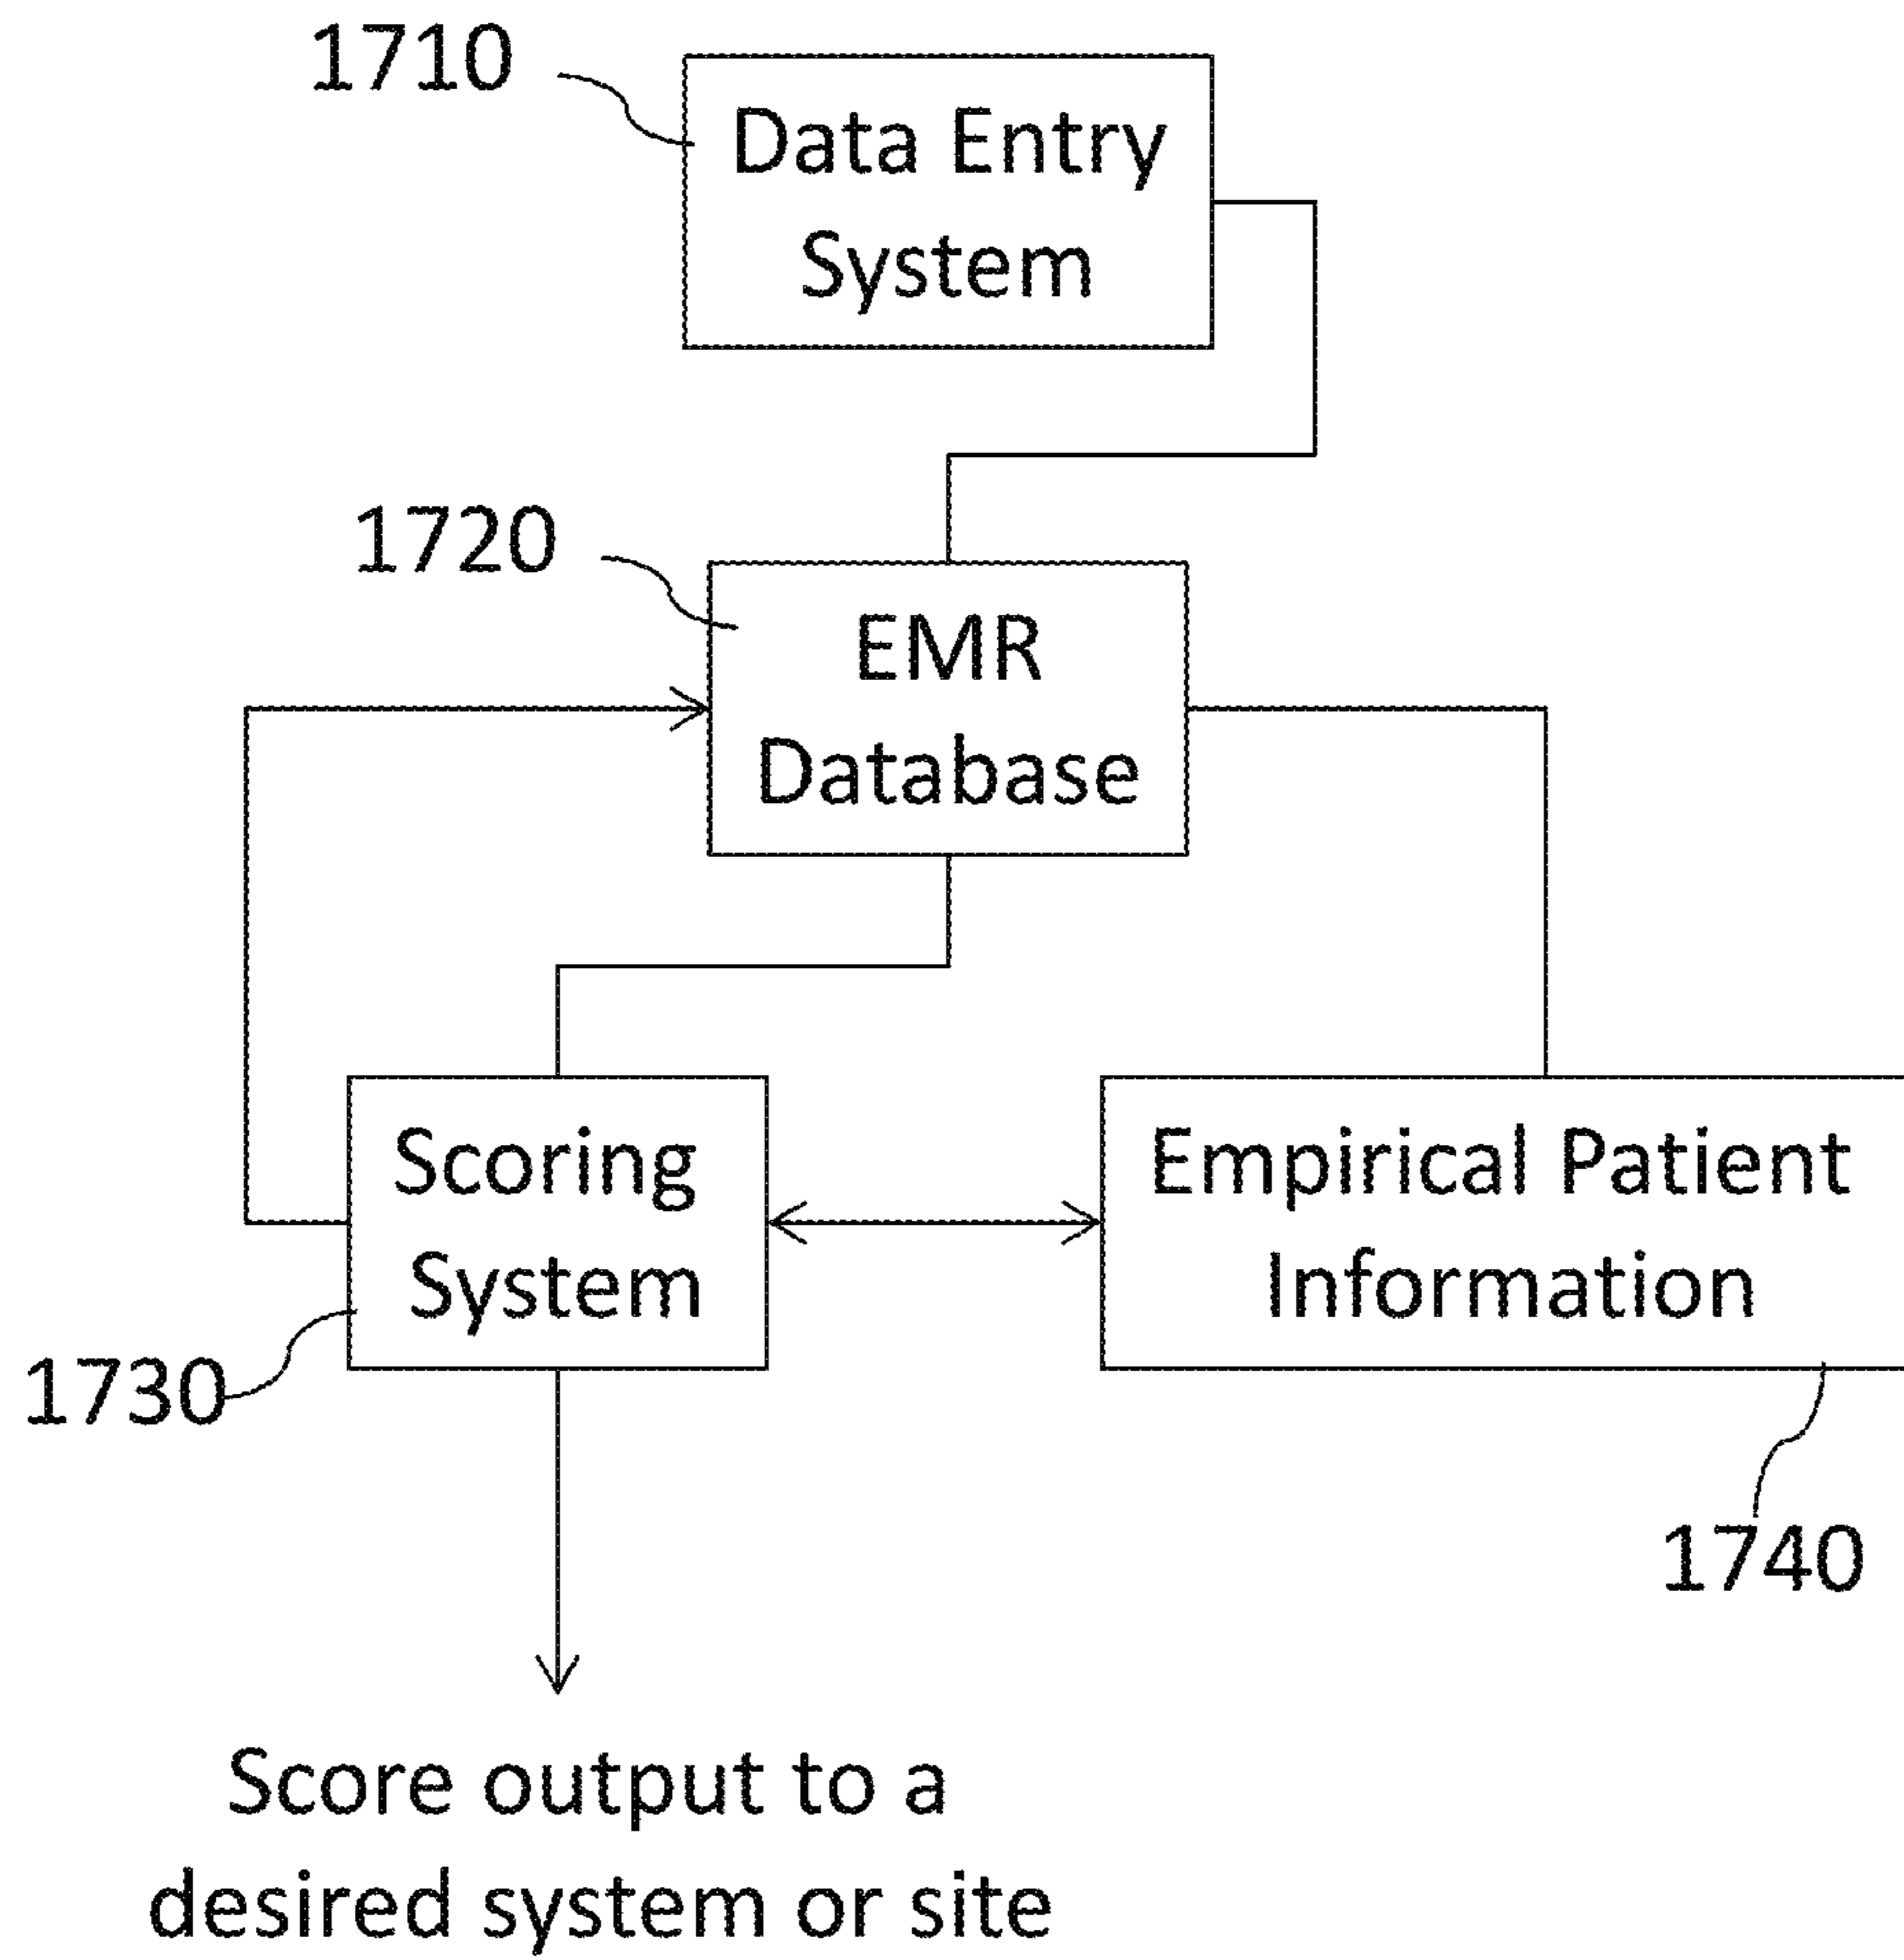 1710
Data Entry
System
1720
EMR
Database
Scoring
System
Empirical Patient
Information
1730
1740
Score output to a
desired system or site